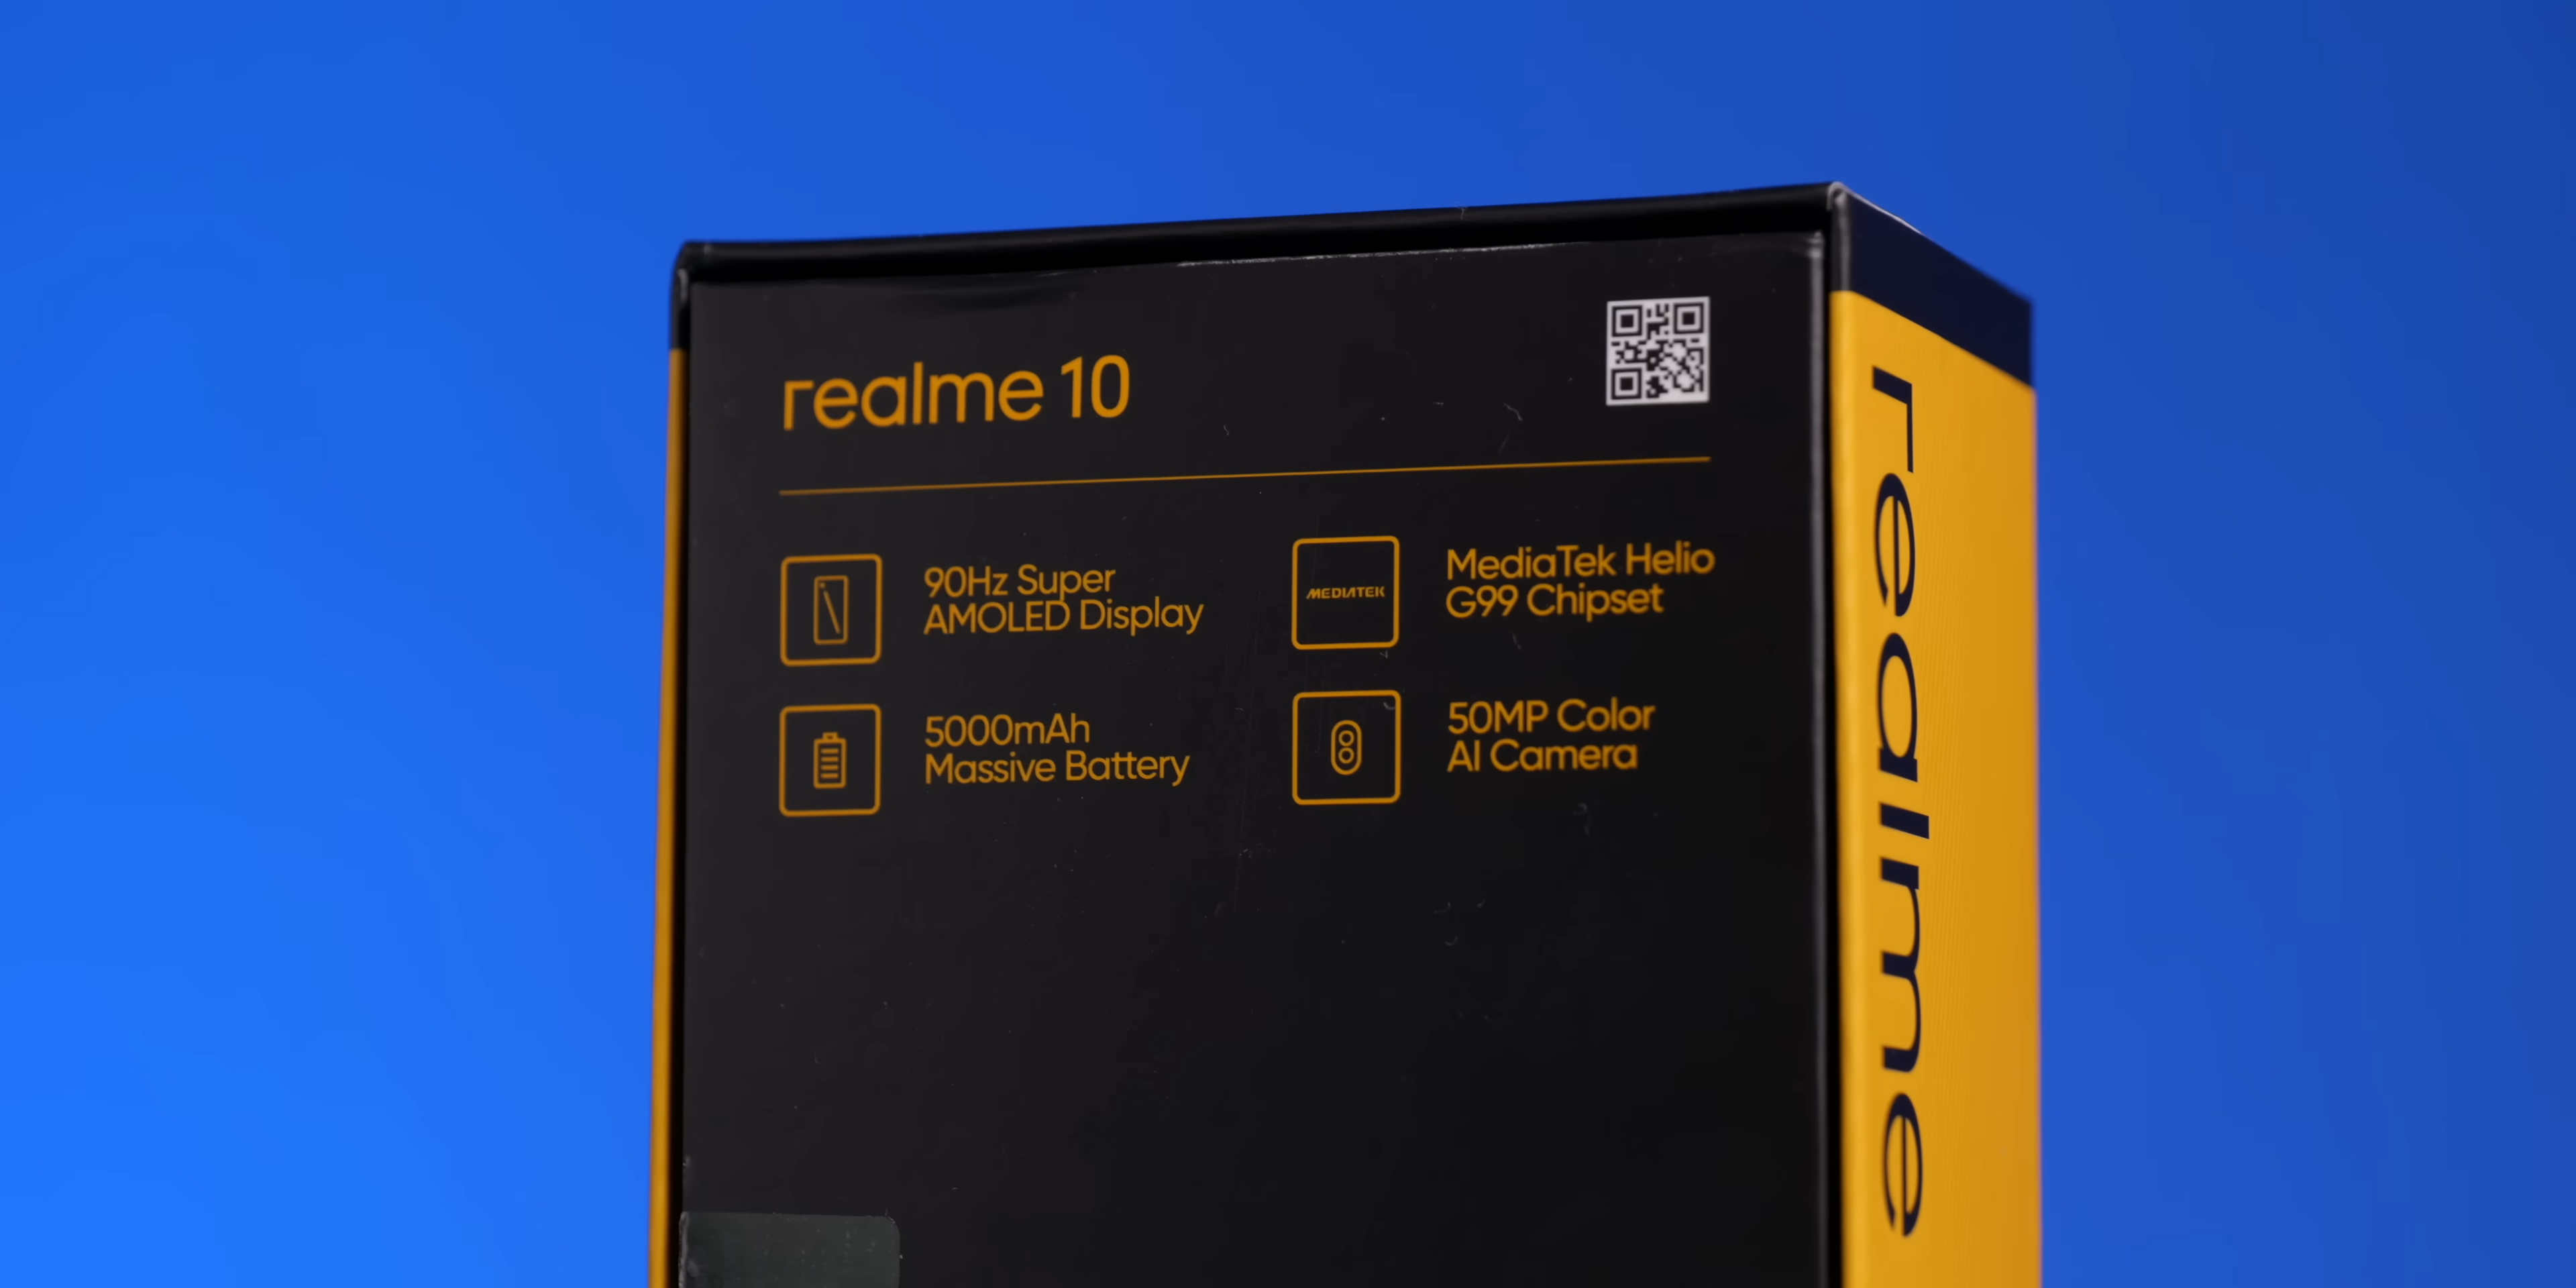 realme 10
90Hz Super
AMOLED Display
MEDIATEK
MediaTek Helio
G99 Chipset
5000mAh
Massive Battery
50MP Color
AI Camera
realme